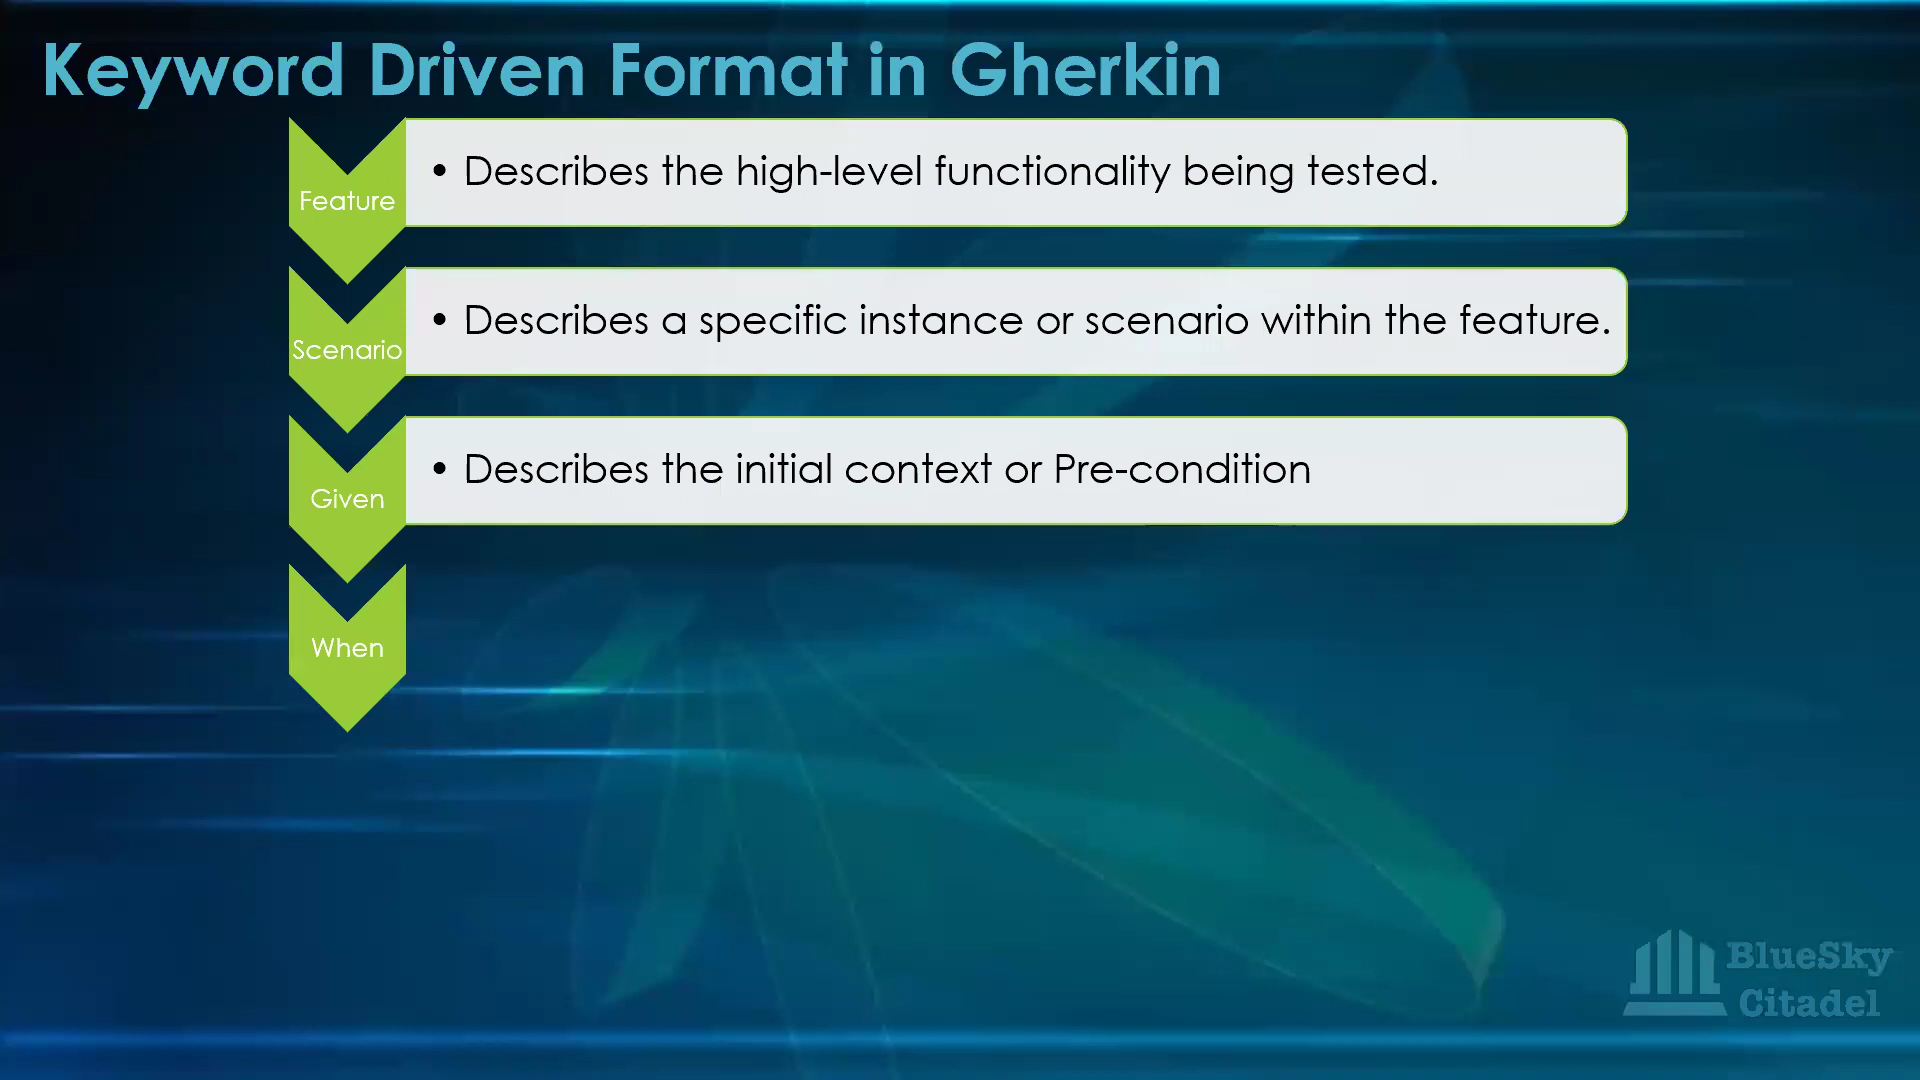 Keyword Driven Format in Gherkin
Feature
• Describes the high-level functionality being tested.
Scenario
• Describes a specific instance or scenario within the feature.
Given
• Describes the initial context or Pre-condition
When
BlueSky
Citadel